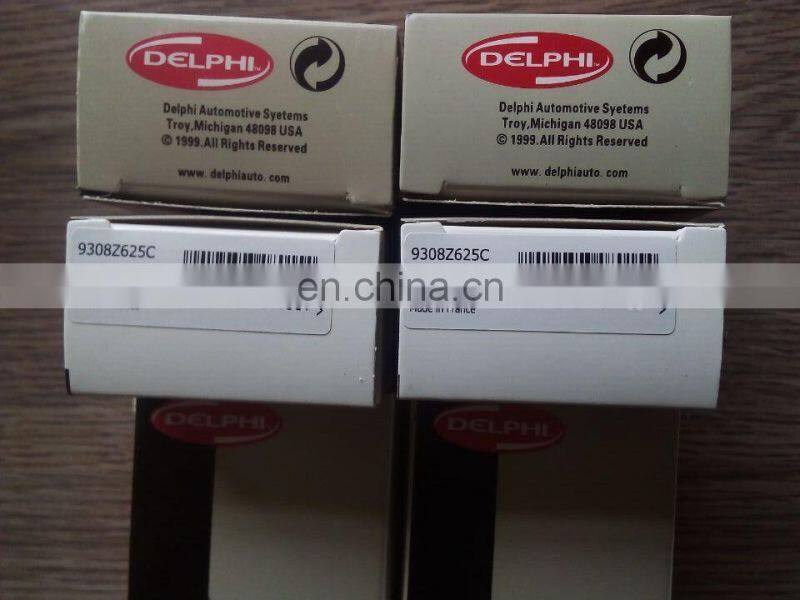 DELPHI™
Delphi Automotive Syetems
Troy,Michigan 48098 USA
© 1999.All Rights Reserved
www. delphiauto. com
DELPHI™
Delphi Automotive Syetems
Troy,Michigan 48098 USA
© 1999.All Rights Reserved
www. delphiauto. com
9308Z625C
9308Z625C
en.china.cn
Made in France
DELPHI
DELPHI